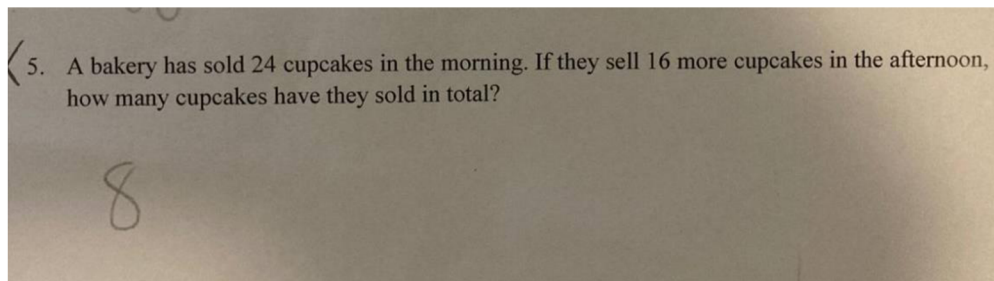 5. A bakery has sold 24 cupcakes in the morning. If they sell 16 more cupcakes in the afternoon,
how many cupcakes have they sold in total?
8